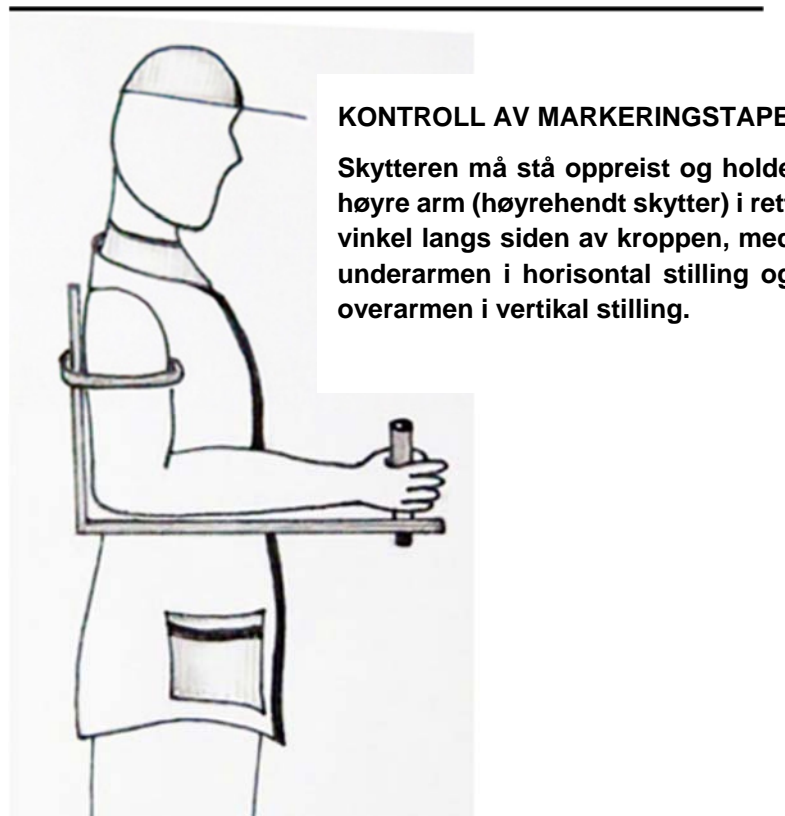 KONTROLL AV MARKERINGSTAPE
Skytteren må stå oppreist og holde
høyre arm (høyrehendt skytter) i rett
vinkel langs siden av kroppen, med
underarmen i horisontal stilling og
overarmen i vertikal stilling.